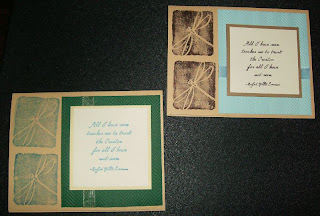 All I have seen
teaches me to trust
the Creator
for all I have
not seen
-Ralph Waldo Emerson
All I have seen
teaches me to trust
the Creator
for all I have
not seen
-Ralph Waldo Emerson